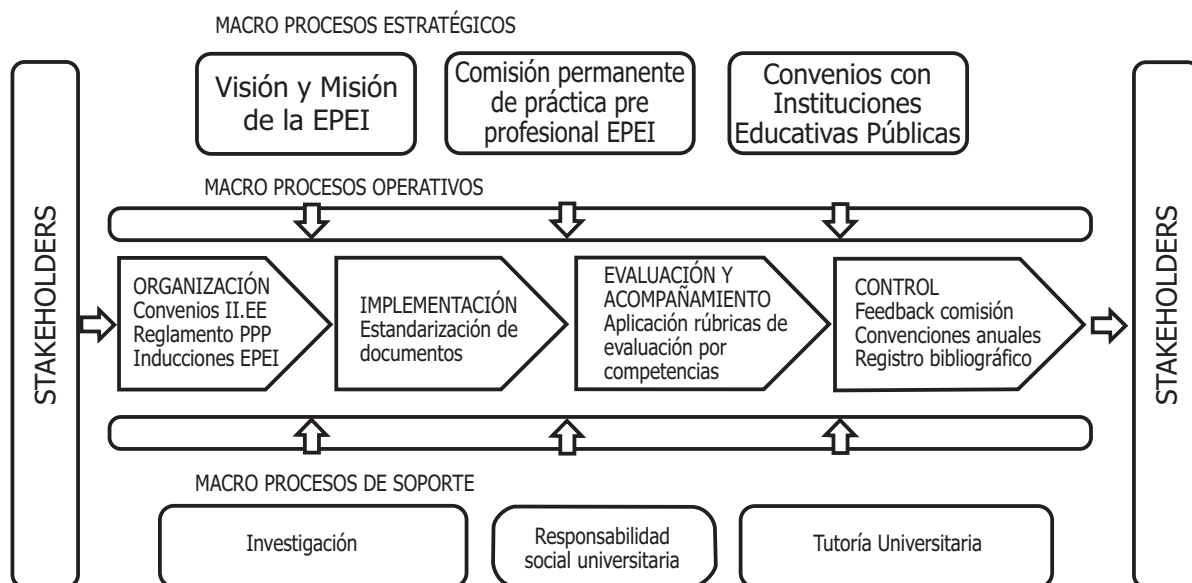 MACRO PROCESOS ESTRATÉGICOS
STAKEHOLDERS
Visión y Misión
de la EPEI
Comisión permanente
de práctica pre
profesional EPEI
Convenios con
Instituciones
Educativas Públicas
MACRO PROCESOS OPERATIVOS
ORGANIZACIÓN
Convenios II.EE
Reglamento PPP
Inducciones EPEI
IMPLEMENTACIÓN
Estandarización de
documentos
EVALUACIÓN Y
ACOMPAÑAMIENTO
Aplicación rúbricas de
evaluación por
competencias
CONTROL
Feedback comisión
Convenciones anuales
Registro bibliográfico
MACRO PROCESOS DE SOPORTE
Investigación
Responsabilidad
social universitaria
Tutoría Universitaria
STAKEHOLDERS